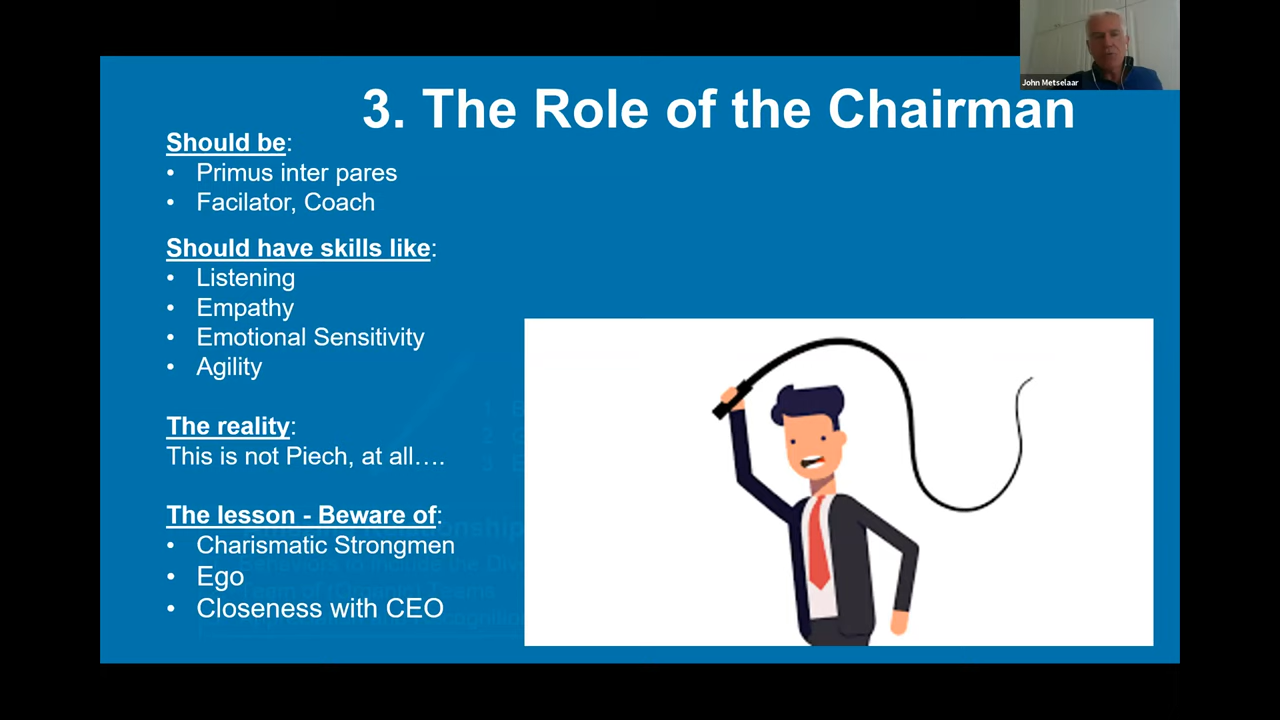 John Metselaar
3. The Role of the Chairman
Should be:
• Primus inter pares
• Facilator, Coach
Should have skills like:
• Listening
• Empathy
• Emotional Sensitivity
• Agility
The reality:
This is not Piech, at all….
The lesson - Beware of:
• Charismatic Strongmen
• Ego
• Closeness with CEO